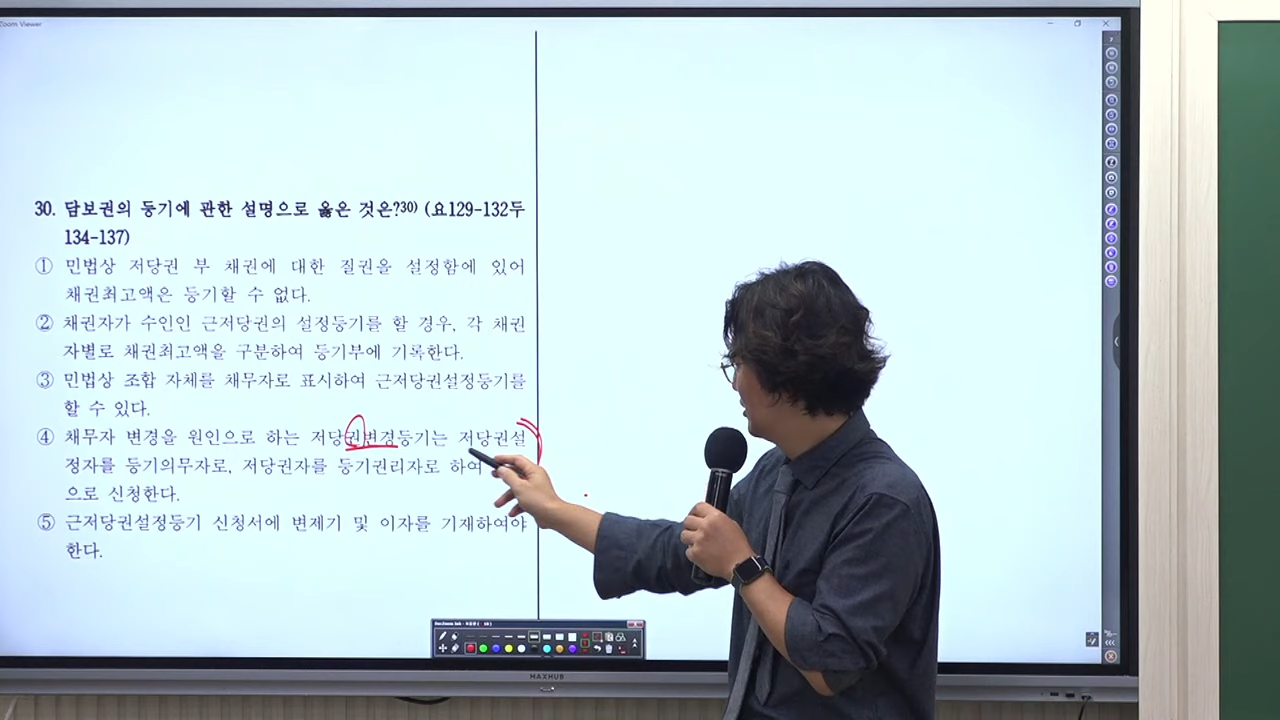 Zoom Viewer
30. 담보권의 등기에 관한 설명으로 옳은 것은?30) (요129-132두
134-137)
① 민법상 저당권 부 채권에 대한 질권을 설정함에 있어
채권최고액은 등기할 수 없다.
② 채권자가 수인인 근저당권의 설정등기를 할 경우, 각 채권
자별로 채권최고액을 구분하여 등기부에 기록한다.
③ 민법상 조합 자체를 채무자로 표시하여 근저당권설정등기를
할 수 있다.
④ 채무자 변경을 원인으로 하는 저당권변경등기는 저당권설
정자를 등기의무자로, 저당권자를 등기권리자로 하여
으로 신청한다.
⑤ 근저당권설정등기 신청서에 변제기 및 이자를 기재하여야
한다.
MAXHUB